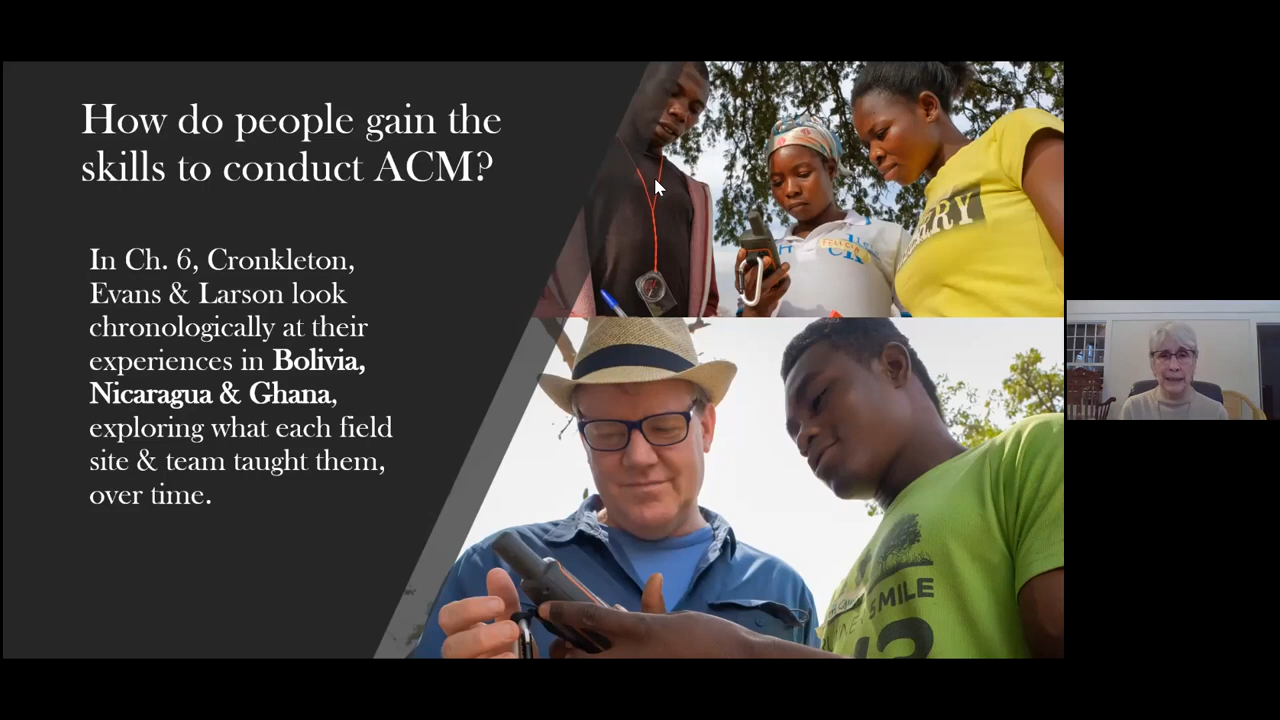 How do people gain the
skills to conduct ACM?
In Ch. 6, Cronkleton,
Evans & Larson look
chronologically at their
experiences in Bolivia,
Nicaragua & Ghana,
exploring what each field
site & team taught them,
over time.
SMILE